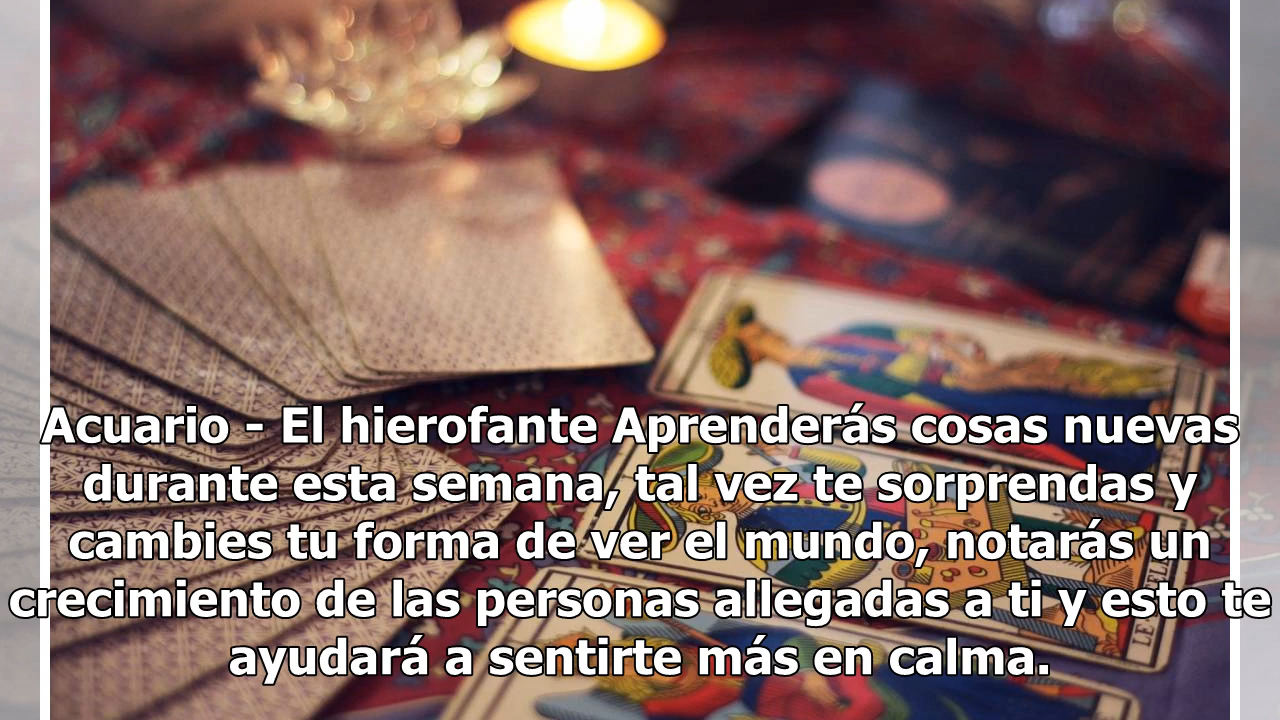 Acuario - El hierofante Aprenderás cosas nuevas
durante esta semana, tal vez te sorprendas y
cambies tu forma de ver el mundo, notarás un
crecimiento de las personas allegadas a ti y esto te
ayudará a sentirte más en calma.